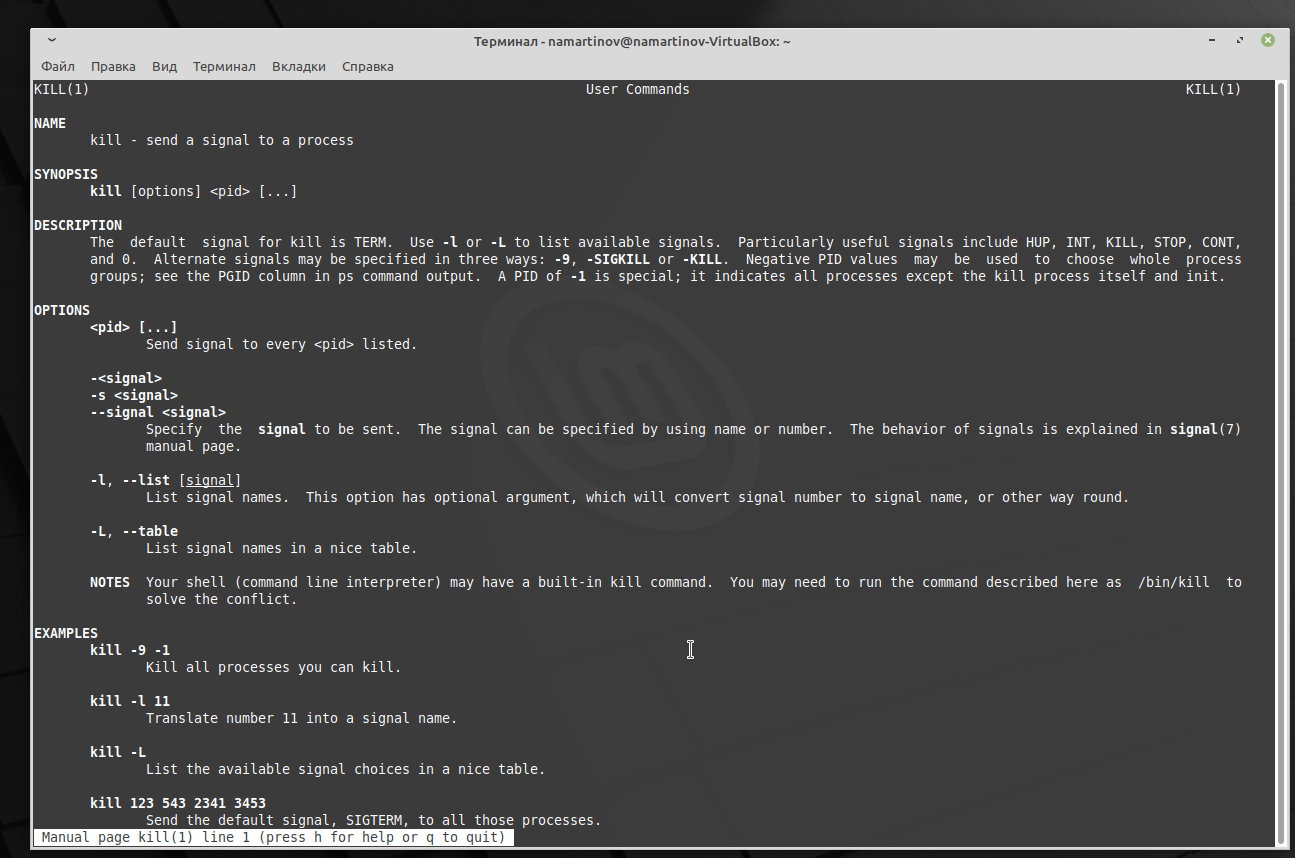 Терминал - namartinov@namartinov-VirtualBox: ~
Файл Правка Вид Терминал Вкладки Справка
KILL(1) User Commands KILL(1)
NAME
kill - send a signal to a process
SYNOPSIS
kill [options] <pid> [...]
DESCRIPTION
The default signal for kill is TERM. Use -l or -L to list available signals. Particularly useful signals include HUP, INT, KILL, STOP, CONT,
and 0. Alternate signals may be specified in three ways: -9, -SIGKILL or -KILL. Negative PID values may be used to choose whole process
groups; see the PGID column in ps command output. A PID of -1 is special; it indicates all processes except the kill process itself and init.
OPTIONS
<pid> [...]
Send signal to every <pid> listed.
-<signal>
-s <signal>
--signal <signal>
Specify the signal to be sent. The signal can be specified by using name or number. The behavior of signals is explained in signal(7)
manual page.
-l, --list [signal]
List signal names. This option has optional argument, which will convert signal number to signal name, or other way round.
-L, --table
List signal names in a nice table.
NOTES Your shell (command line interpreter) may have a built-in kill command. You may need to run the command described here as /bin/kill to
solve the conflict.
EXAMPLES
kill -9 -1
Kill all processes you can kill.
kill -l 11
Translate number 11 into a signal name.
kill -L
List the available signal choices in a nice table.
kill 123 543 2341 3453
Send the default signal, SIGTERM, to all those processes.
Manual page kill(1) line 1 (press h for help or q to quit)